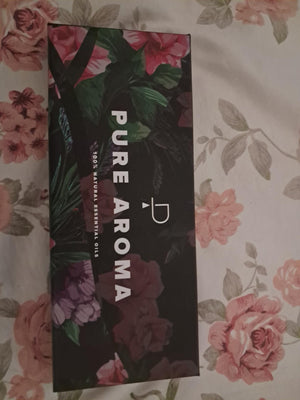 P
PURE AROMA
100% NATURAL ESSENTIAL OILS